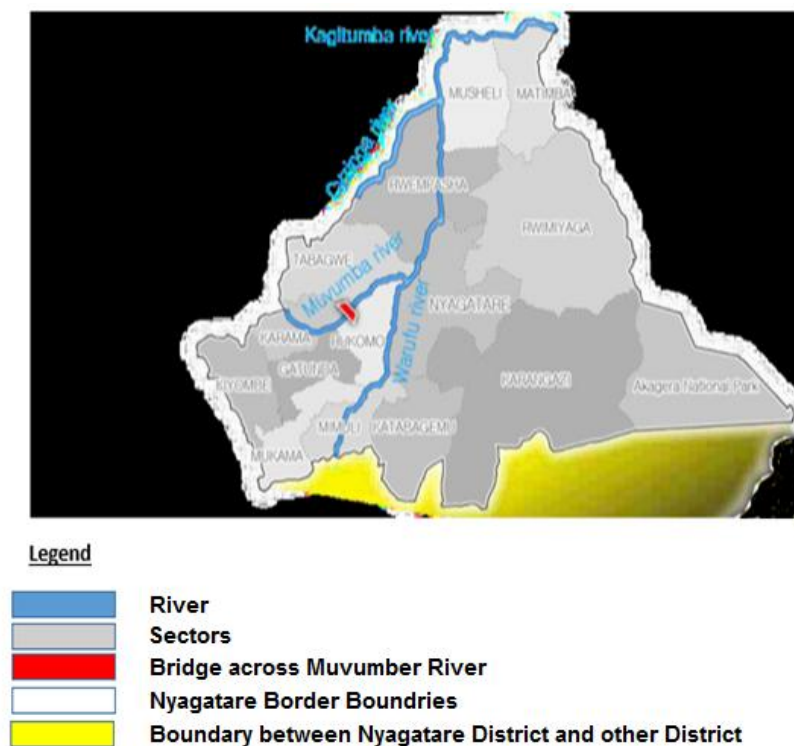 Kagitumba river
MUSHELI
MATIMBA
RWEMPASHA
RWIMIYAGA
TABAGWE
Muvumba river
NYAGATARE
Warufu river
KARAMA
RUKOMO
GATUNDA
KIYOMBE
KARANGAZI
Akagera National Park
MIMULI
KATABAGEMU
MUKAMA
Legend
River
Sectors
Bridge across Muvumber River
Nyagatare Border Boundries
Boundary between Nyagatare District and other District